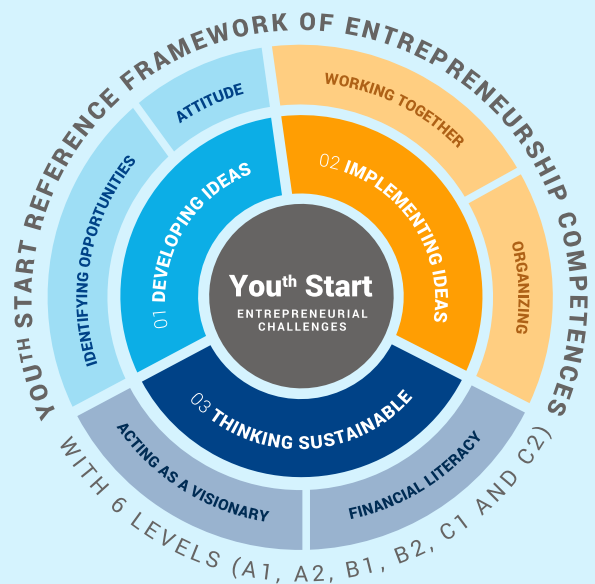 YOUth START REFERENCE FRAMEWORK OF ENTREPRENEURSHIP COMPETENCES
WITH 6 LEVELS (A1, A2, B1, B2, C1 AND C2)
Youth Start
ENTREPRENEURIAL
CHALLENGES
01 DEVELOPING IDEAS
IDENTIFYING OPPORTUNITIES
ATTITUDE
02 IMPLEMENTING IDEAS
WORKING TOGETHER
ORGANIZING
03 THINKING SUSTAINABLE
ACTING AS A VISIONARY
FINANCIAL LITERACY